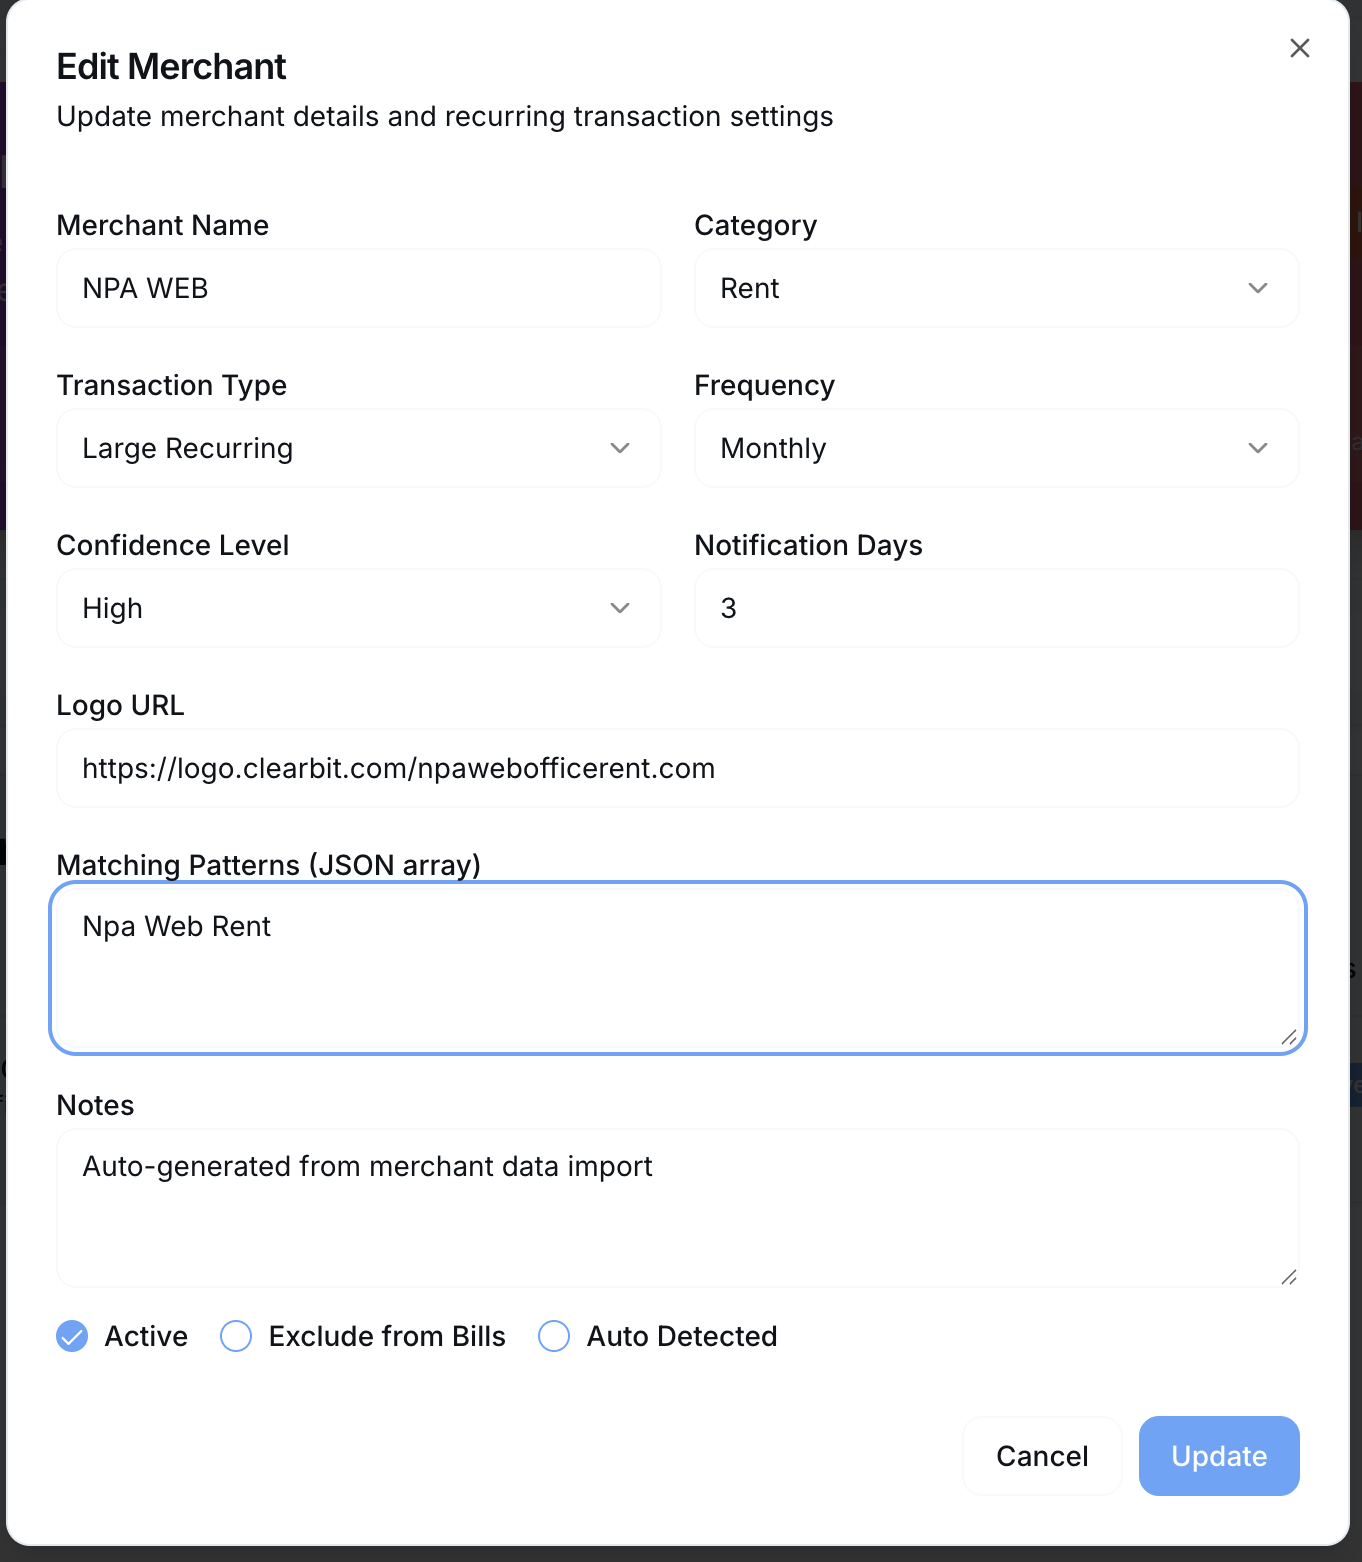 Edit Merchant
Update merchant details and recurring transaction settings
Merchant Name
Category
NPA WEB
Rent
Transaction Type
Frequency
Large Recurring
Monthly
Confidence Level
Notification Days
High
3
Logo URL
https://logo.clearbit.com/npawebofficerent.com
Matching Patterns (JSON array)
Npa Web Rent
Notes
Auto-generated from merchant data import
Active
Exclude from Bills
Auto Detected
Cancel
Update